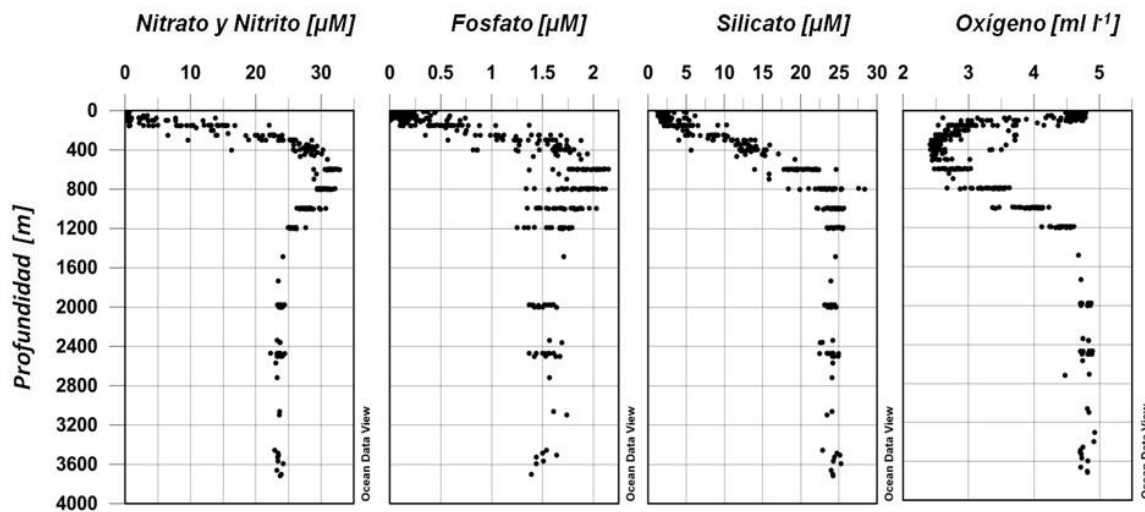 Nitrato y Nitrito [µM] Fosfato [µM] Silicato [µM] Oxígeno [ml l-1]
0 10 20 30 0 0.5 1 1.5 2 0 5 10 15 20 25 30 2 3 4 5
Profundidad [m]
0
400
800
1200
1600
2000
2400
2800
3200
3600
4000
Ocean Data View
Ocean Data View
Ocean Data View
Ocean Data View